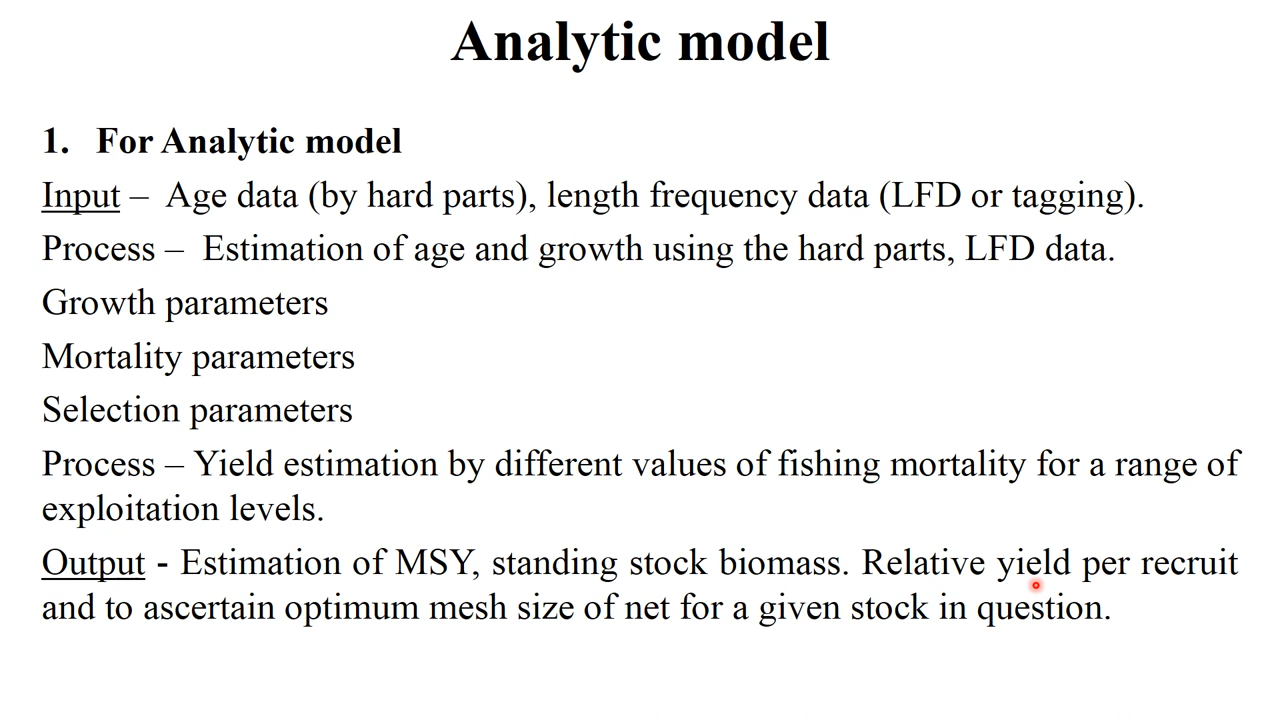 Analytic model
1. For Analytic model
Input – Age data (by hard parts), length frequency data (LFD or tagging).
Process – Estimation of age and growth using the hard parts, LFD data.
Growth parameters
Mortality parameters
Selection parameters
Process – Yield estimation by different values of fishing mortality for a range of
exploitation levels.
Output - Estimation of MSY, standing stock biomass. Relative yield per recruit
and to ascertain optimum mesh size of net for a given stock in question.